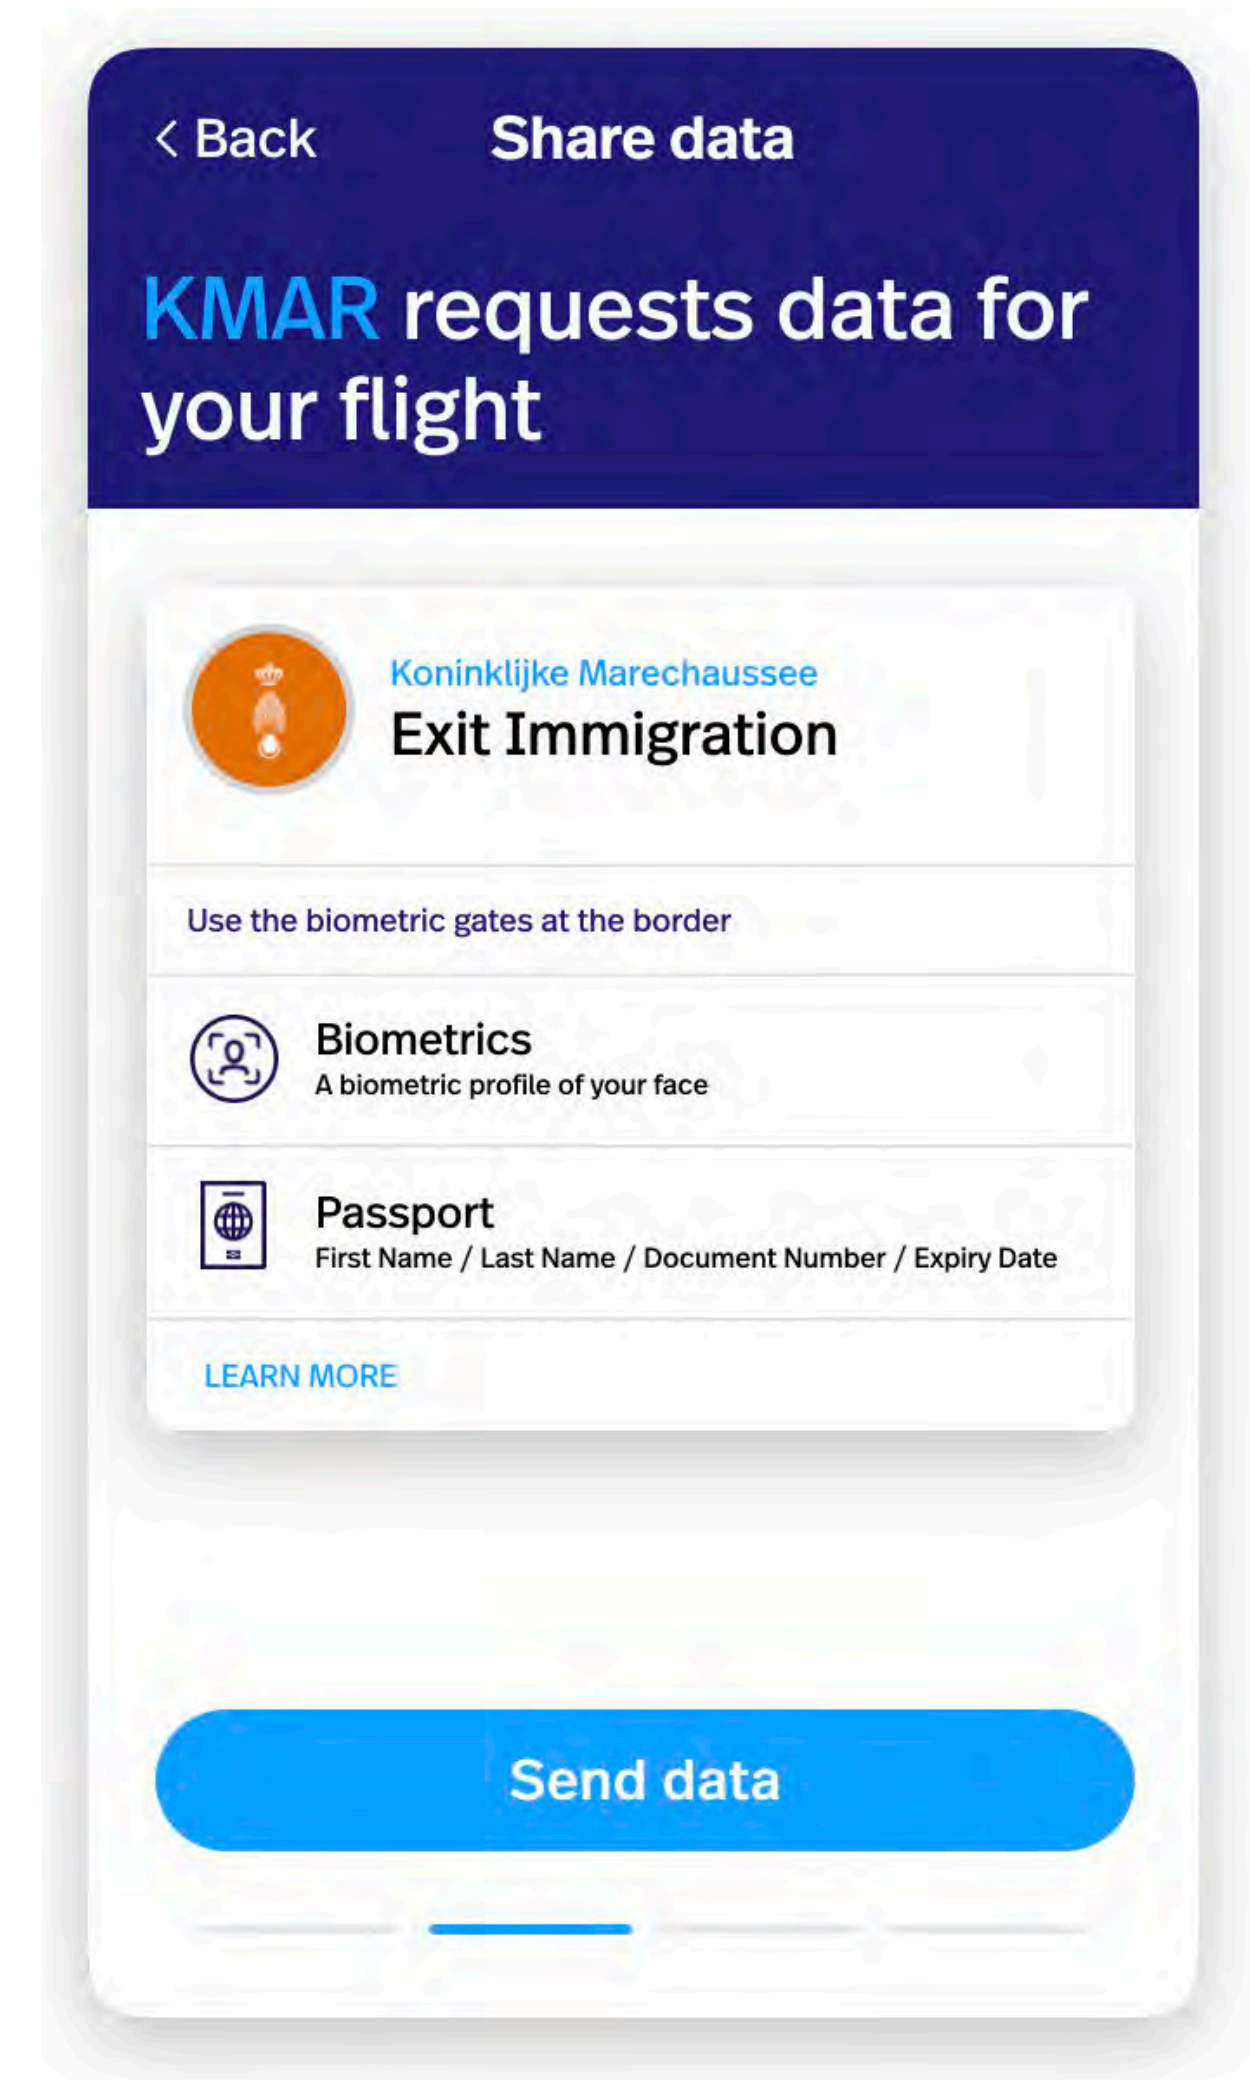 < Back
Share data
KMAR requests data for
your flight
Koninklijke Marechaussee
Exit Immigration
Use the biometric gates at the border
Biometrics
A biometric profile of your face
Passport
First Name / Last Name / Document Number / Expiry Date
LEARN MORE
Send data